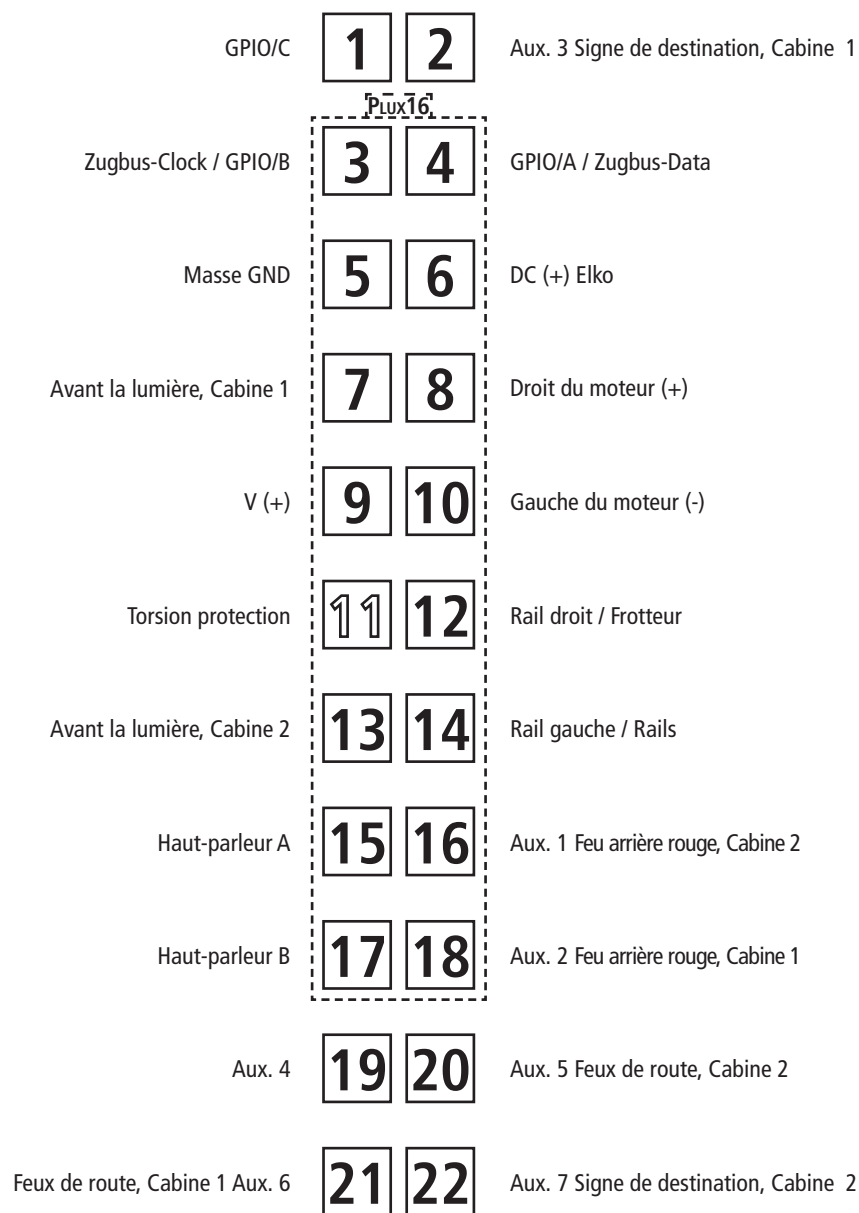 GPIO/C 1 2 Aux. 3 Signe de destination, Cabine 1
PLUX16
Zugbus-Clock / GPIO/B 3 4 GPIO/A / Zugbus-Data
Masse GND 5 6 DC (+) Elko
Avant la lumière, Cabine 1 7 8 Droit du moteur (+)
V (+) 9 10 Gauche du moteur (-)
Torsion protection 11 12 Rail droit / Frotteur
Avant la lumière, Cabine 2 13 14 Rail gauche / Rails
Haut-parleur A 15 16 Aux. 1 Feu arrière rouge, Cabine 2
Haut-parleur B 17 18 Aux. 2 Feu arrière rouge, Cabine 1
Aux. 4 19 20 Aux. 5 Feux de route, Cabine 2
Feux de route, Cabine 1 Aux. 6 21 22 Aux. 7 Signe de destination, Cabine 2